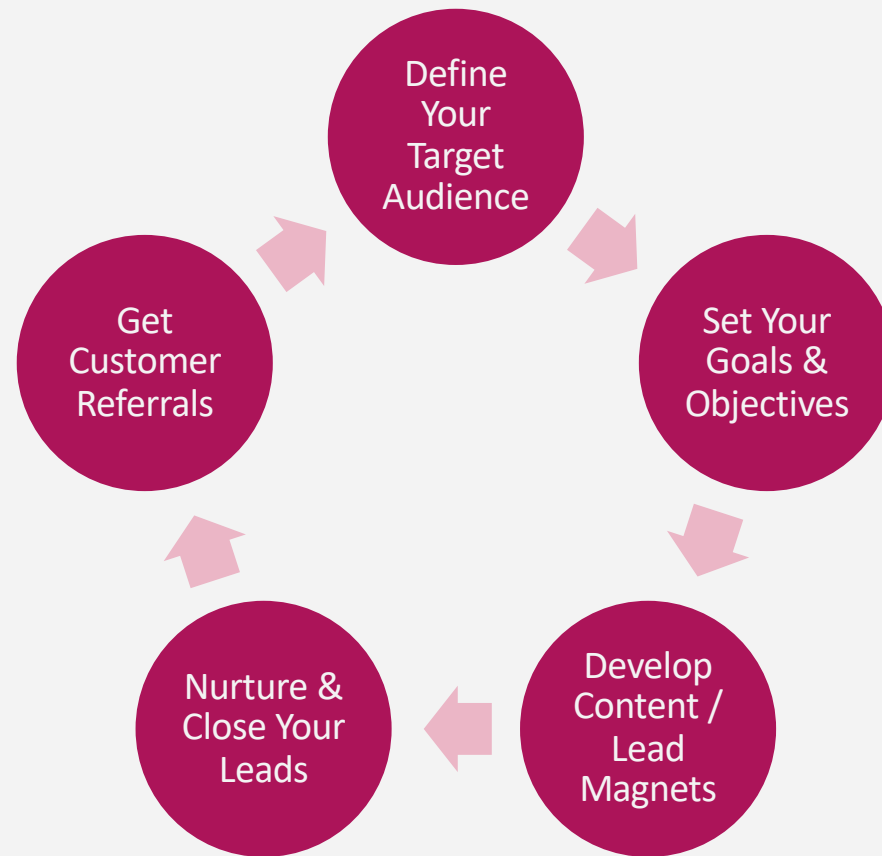 Define
Your
Target
Audience
Set Your
Goals &
Objectives
Develop
Content /
Lead
Magnets
Nurture &
Close Your
Leads
Get
Customer
Referrals